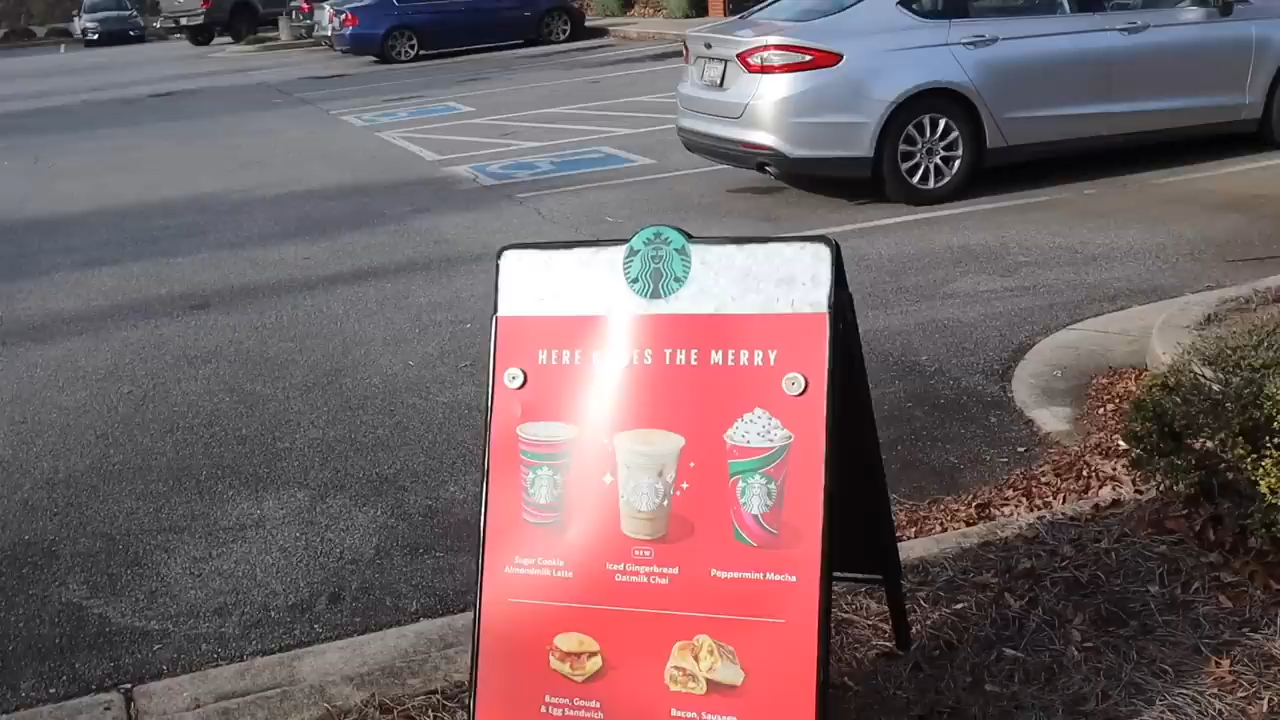 HERE COMES THE MERRY
Sugar Cookie
Almondmilk Latte
NEW
Iced Gingerbread
Oatmilk Chai
Peppermint Mocha
Bacon, Gouda
& Egg Sandwich
Bacon, Sausage